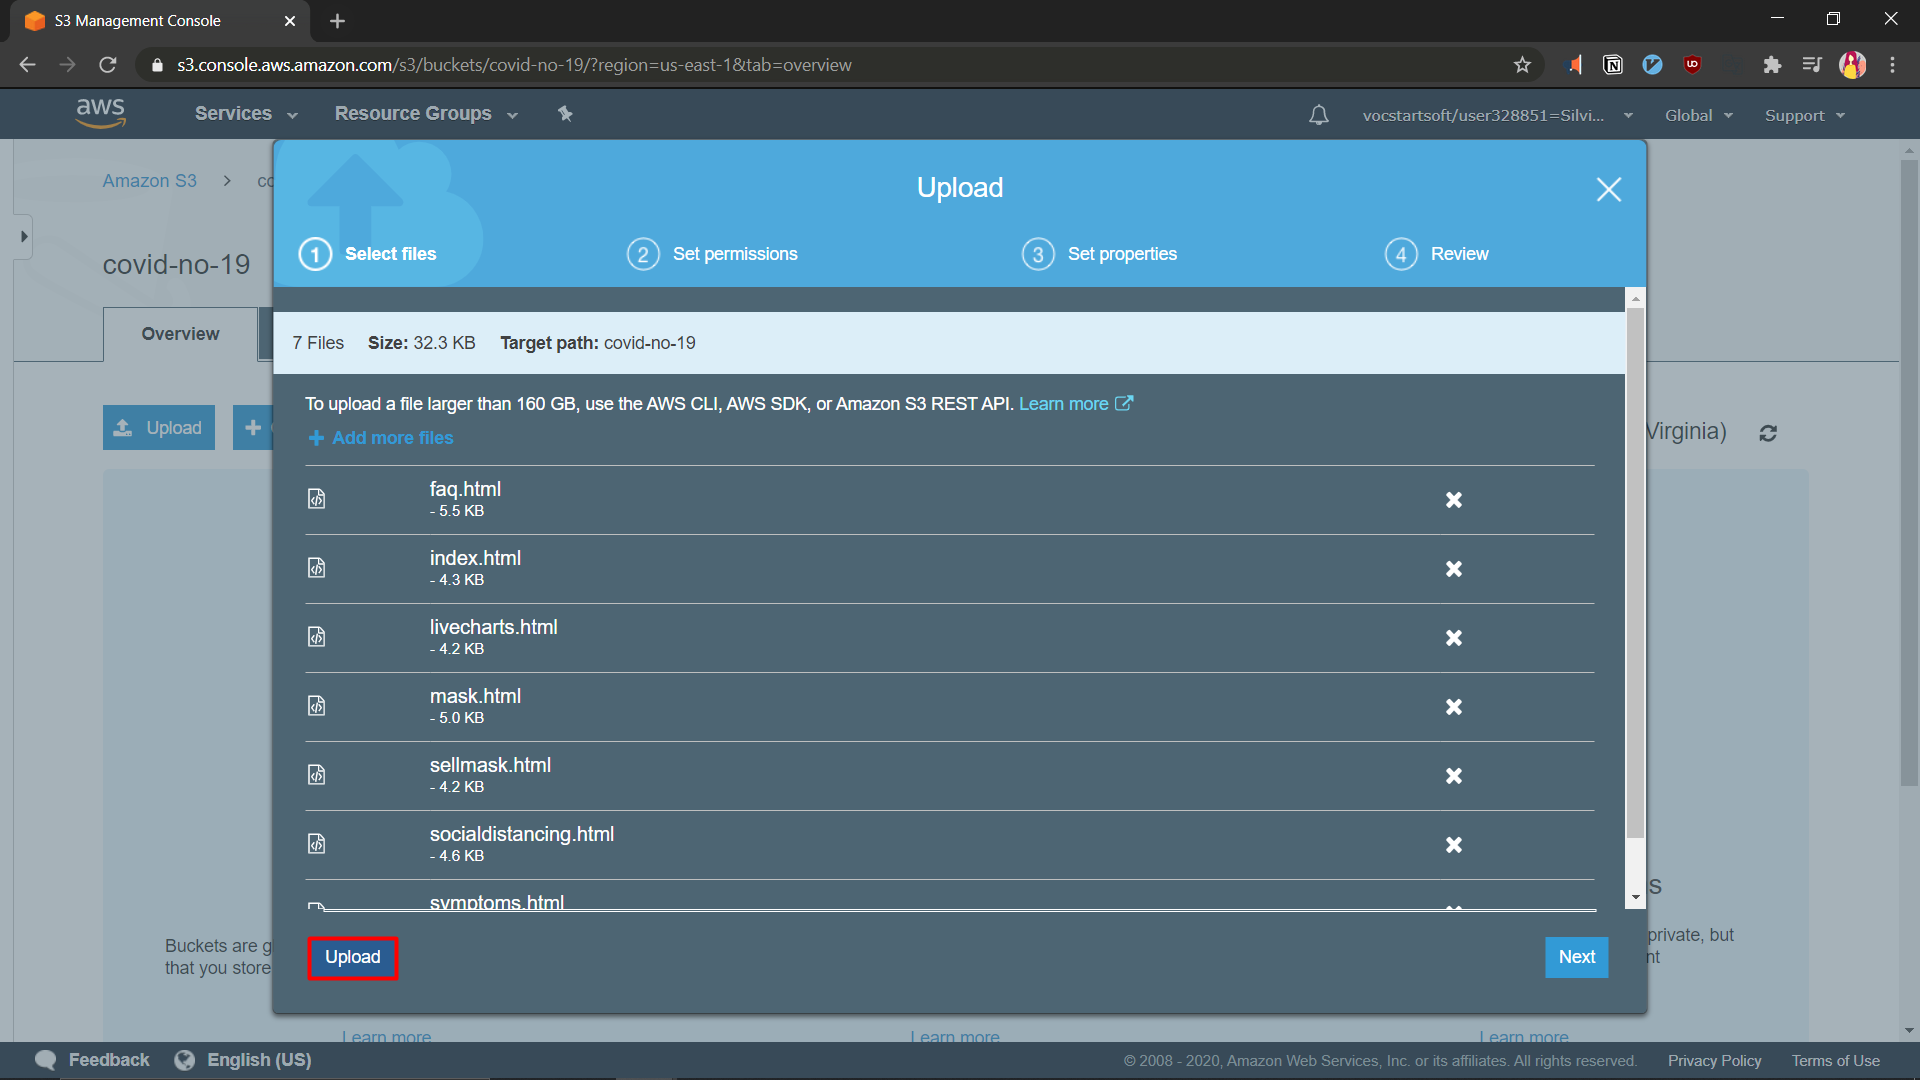 S3 Management Console
s3.console.aws.amazon.com/s3/buckets/covid-no-19/?region=us-east-1&tab=overview
aws Services Resource Groups vocstartsoft/user328851=Silvi... Global Support
Amazon S3 >
Upload
1 Select files 2 Set permissions 3 Set properties 4 Review
covid-no-19
Overview
7 Files Size: 32.3 KB Target path: covid-no-19
To upload a file larger than 160 GB, use the AWS CLI, AWS SDK, or Amazon S3 REST API. Learn more
Upload
Virginia)
Add more files
faq.html
- 5.5 KB
index.html
- 4.3 KB
livecharts.html
- 4.2 KB
mask.html
- 5.0 KB
sellmask.html
- 4.2 KB
socialdistancing.html
- 4.6 KB
symptoms.html
Buckets are g
that you store
private, but
nt
Upload Next
Learn more Learn more Learn more
Feedback English (US) © 2008 - 2020, Amazon Web Services, Inc. or its affiliates. All rights reserved. Privacy Policy Terms of Use